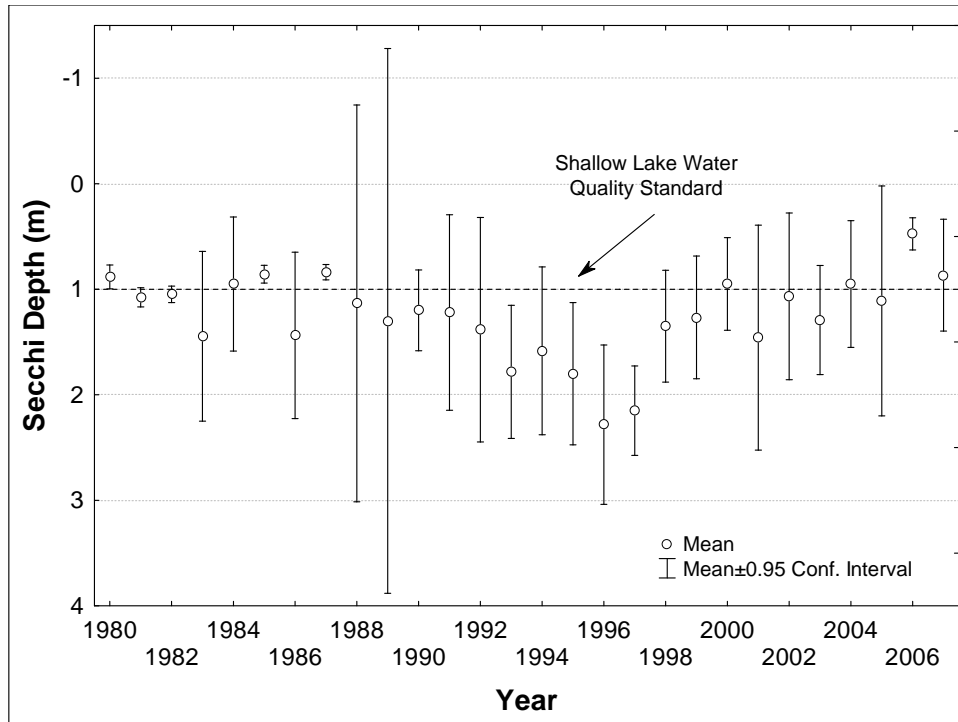 -1
0
1
2
3
4
Secchi Depth (m)
Shallow Lake Water
Quality Standard
Mean
Mean±0.95 Conf. Interval
1980 1984 1988 1992 1996 2000 2004
1982 1986 1990 1994 1998 2002 2006
Year